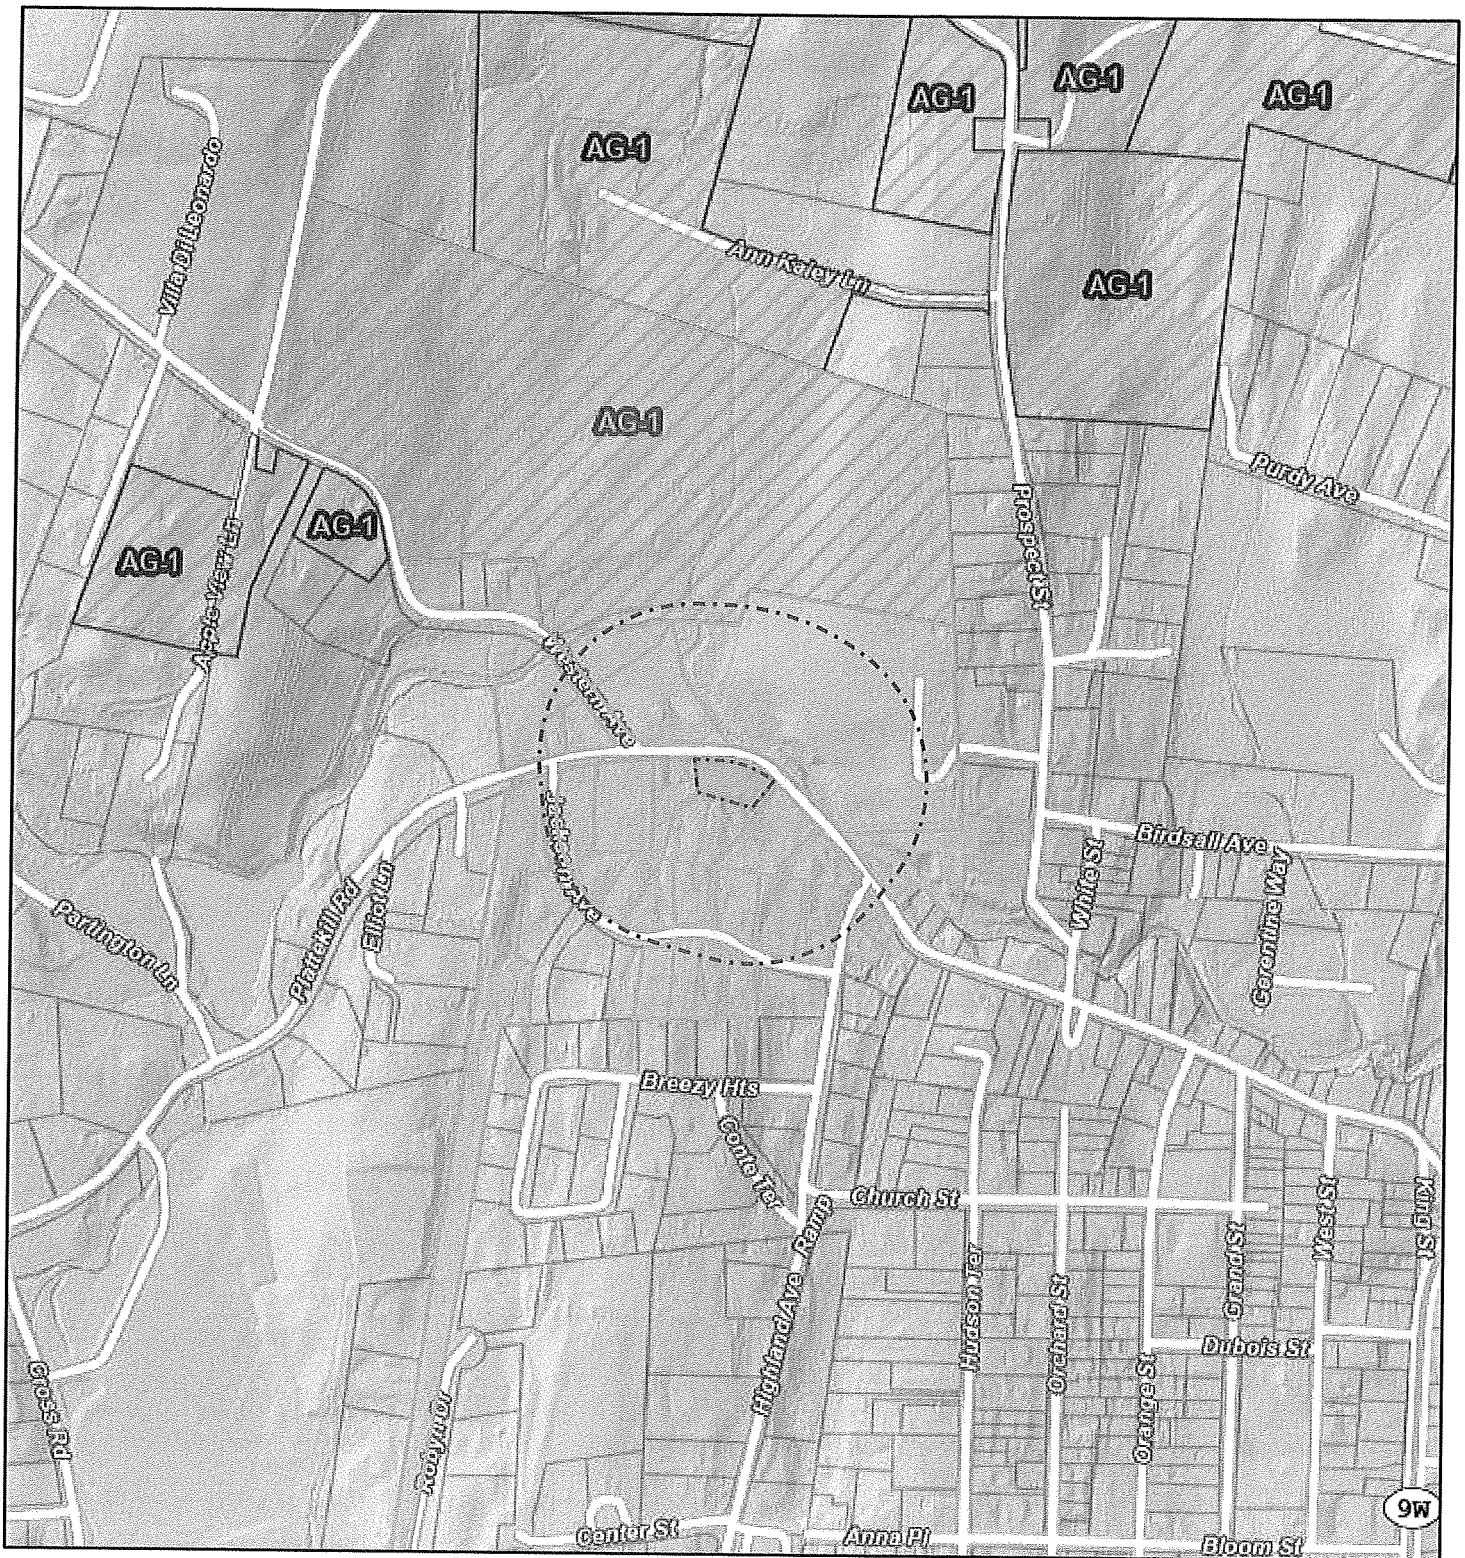 AG-1
AG-1
AG-1
AG-1
Villa Di Leonardo
Ann Kaley Ln
AG-1
AG-1
Purdy Ave
AG-1
AG-1
Prospect St
Apple View Ln
Western Ave
Jackson Ave
Birdsall Ave
White St
Gerentine Way
Plattekill Rd
Elliot Ln
Partington Ln
Breezy Hts
Conte Ter
Church St
Ramp
Highland Ave
Hudson Ter
Orchard St
Orange St
Grand St
West St
King St
Dubois St
Cross Rd
Robyn Dr
9W
Center St
Anna Pl
Bloom St